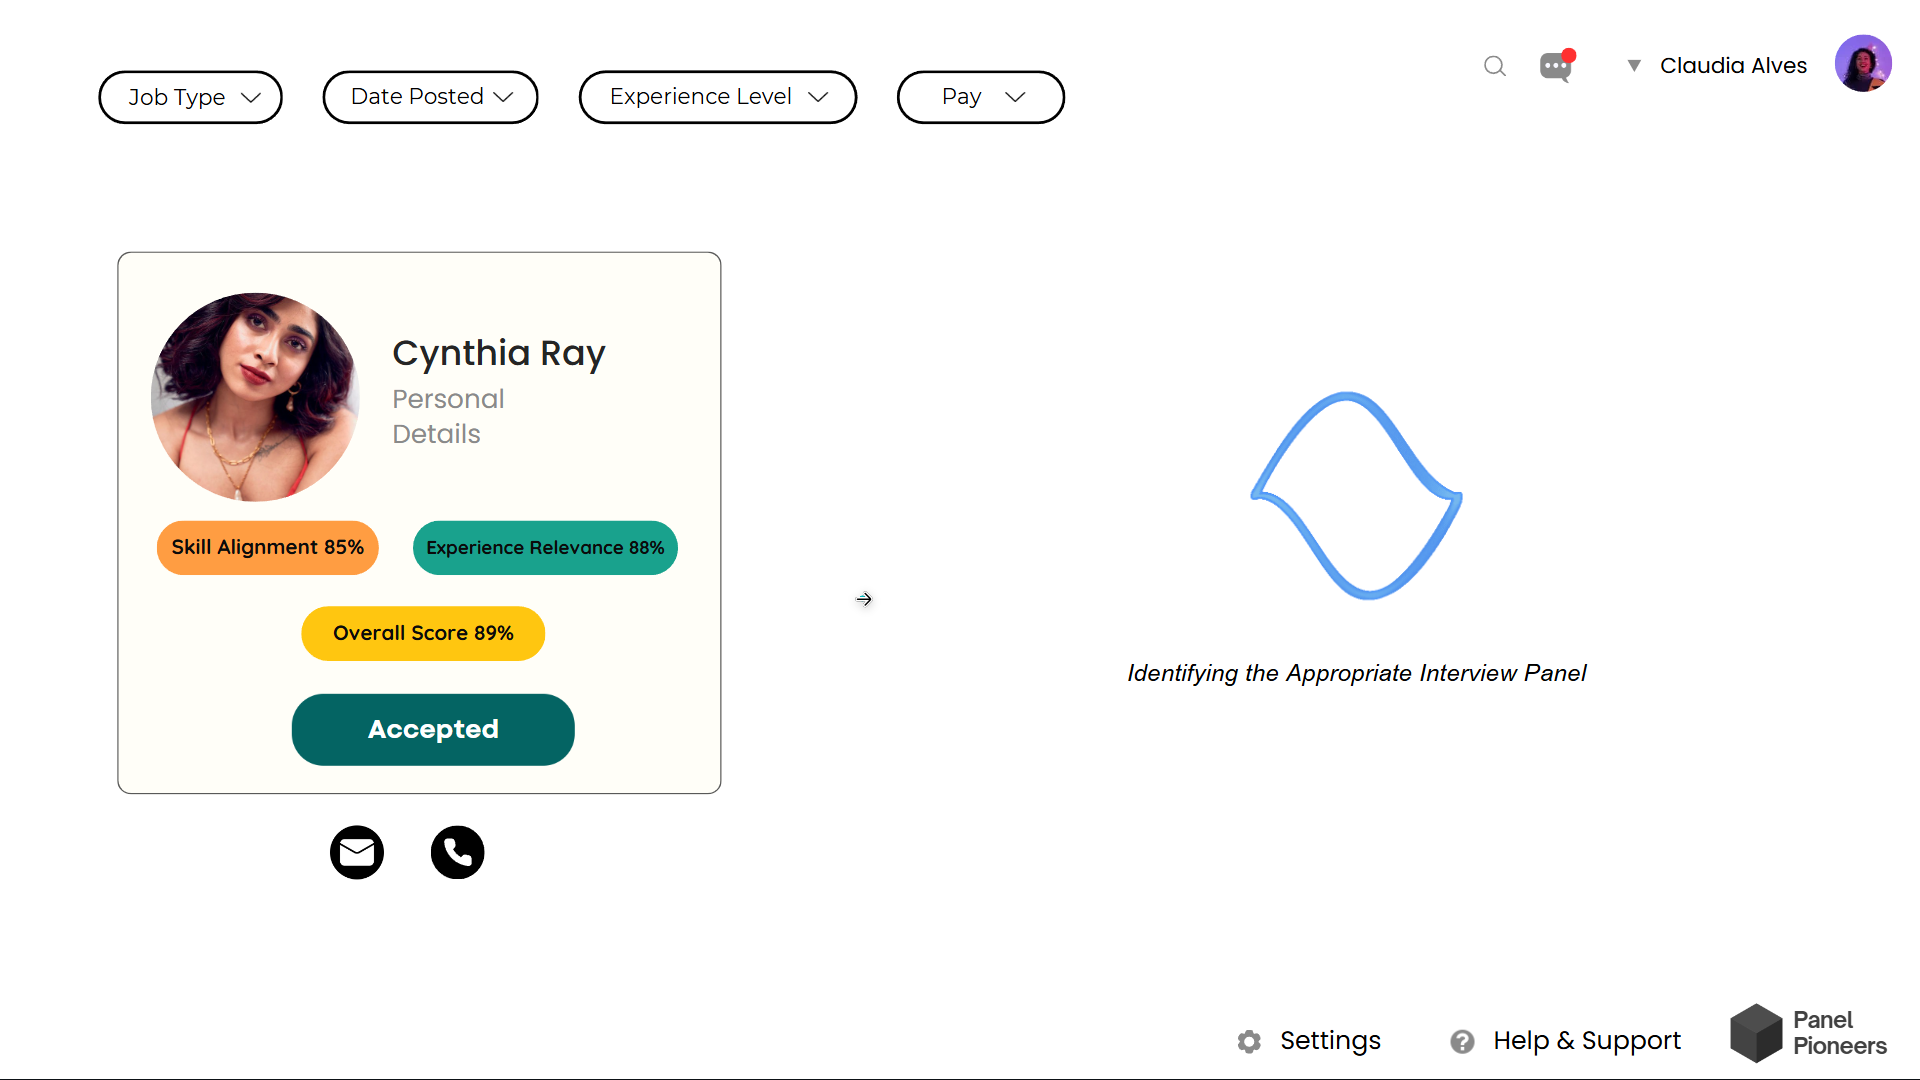 Job Type
Date Posted
Experience Level
Pay
Claudia Alves
Cynthia Ray
Personal
Details
Skill Alignment 85%
Experience Relevance 88%
Overall Score 89%
Accepted
Identifying the Appropriate Interview Panel
Settings
Help & Support
Panel
Pioneers